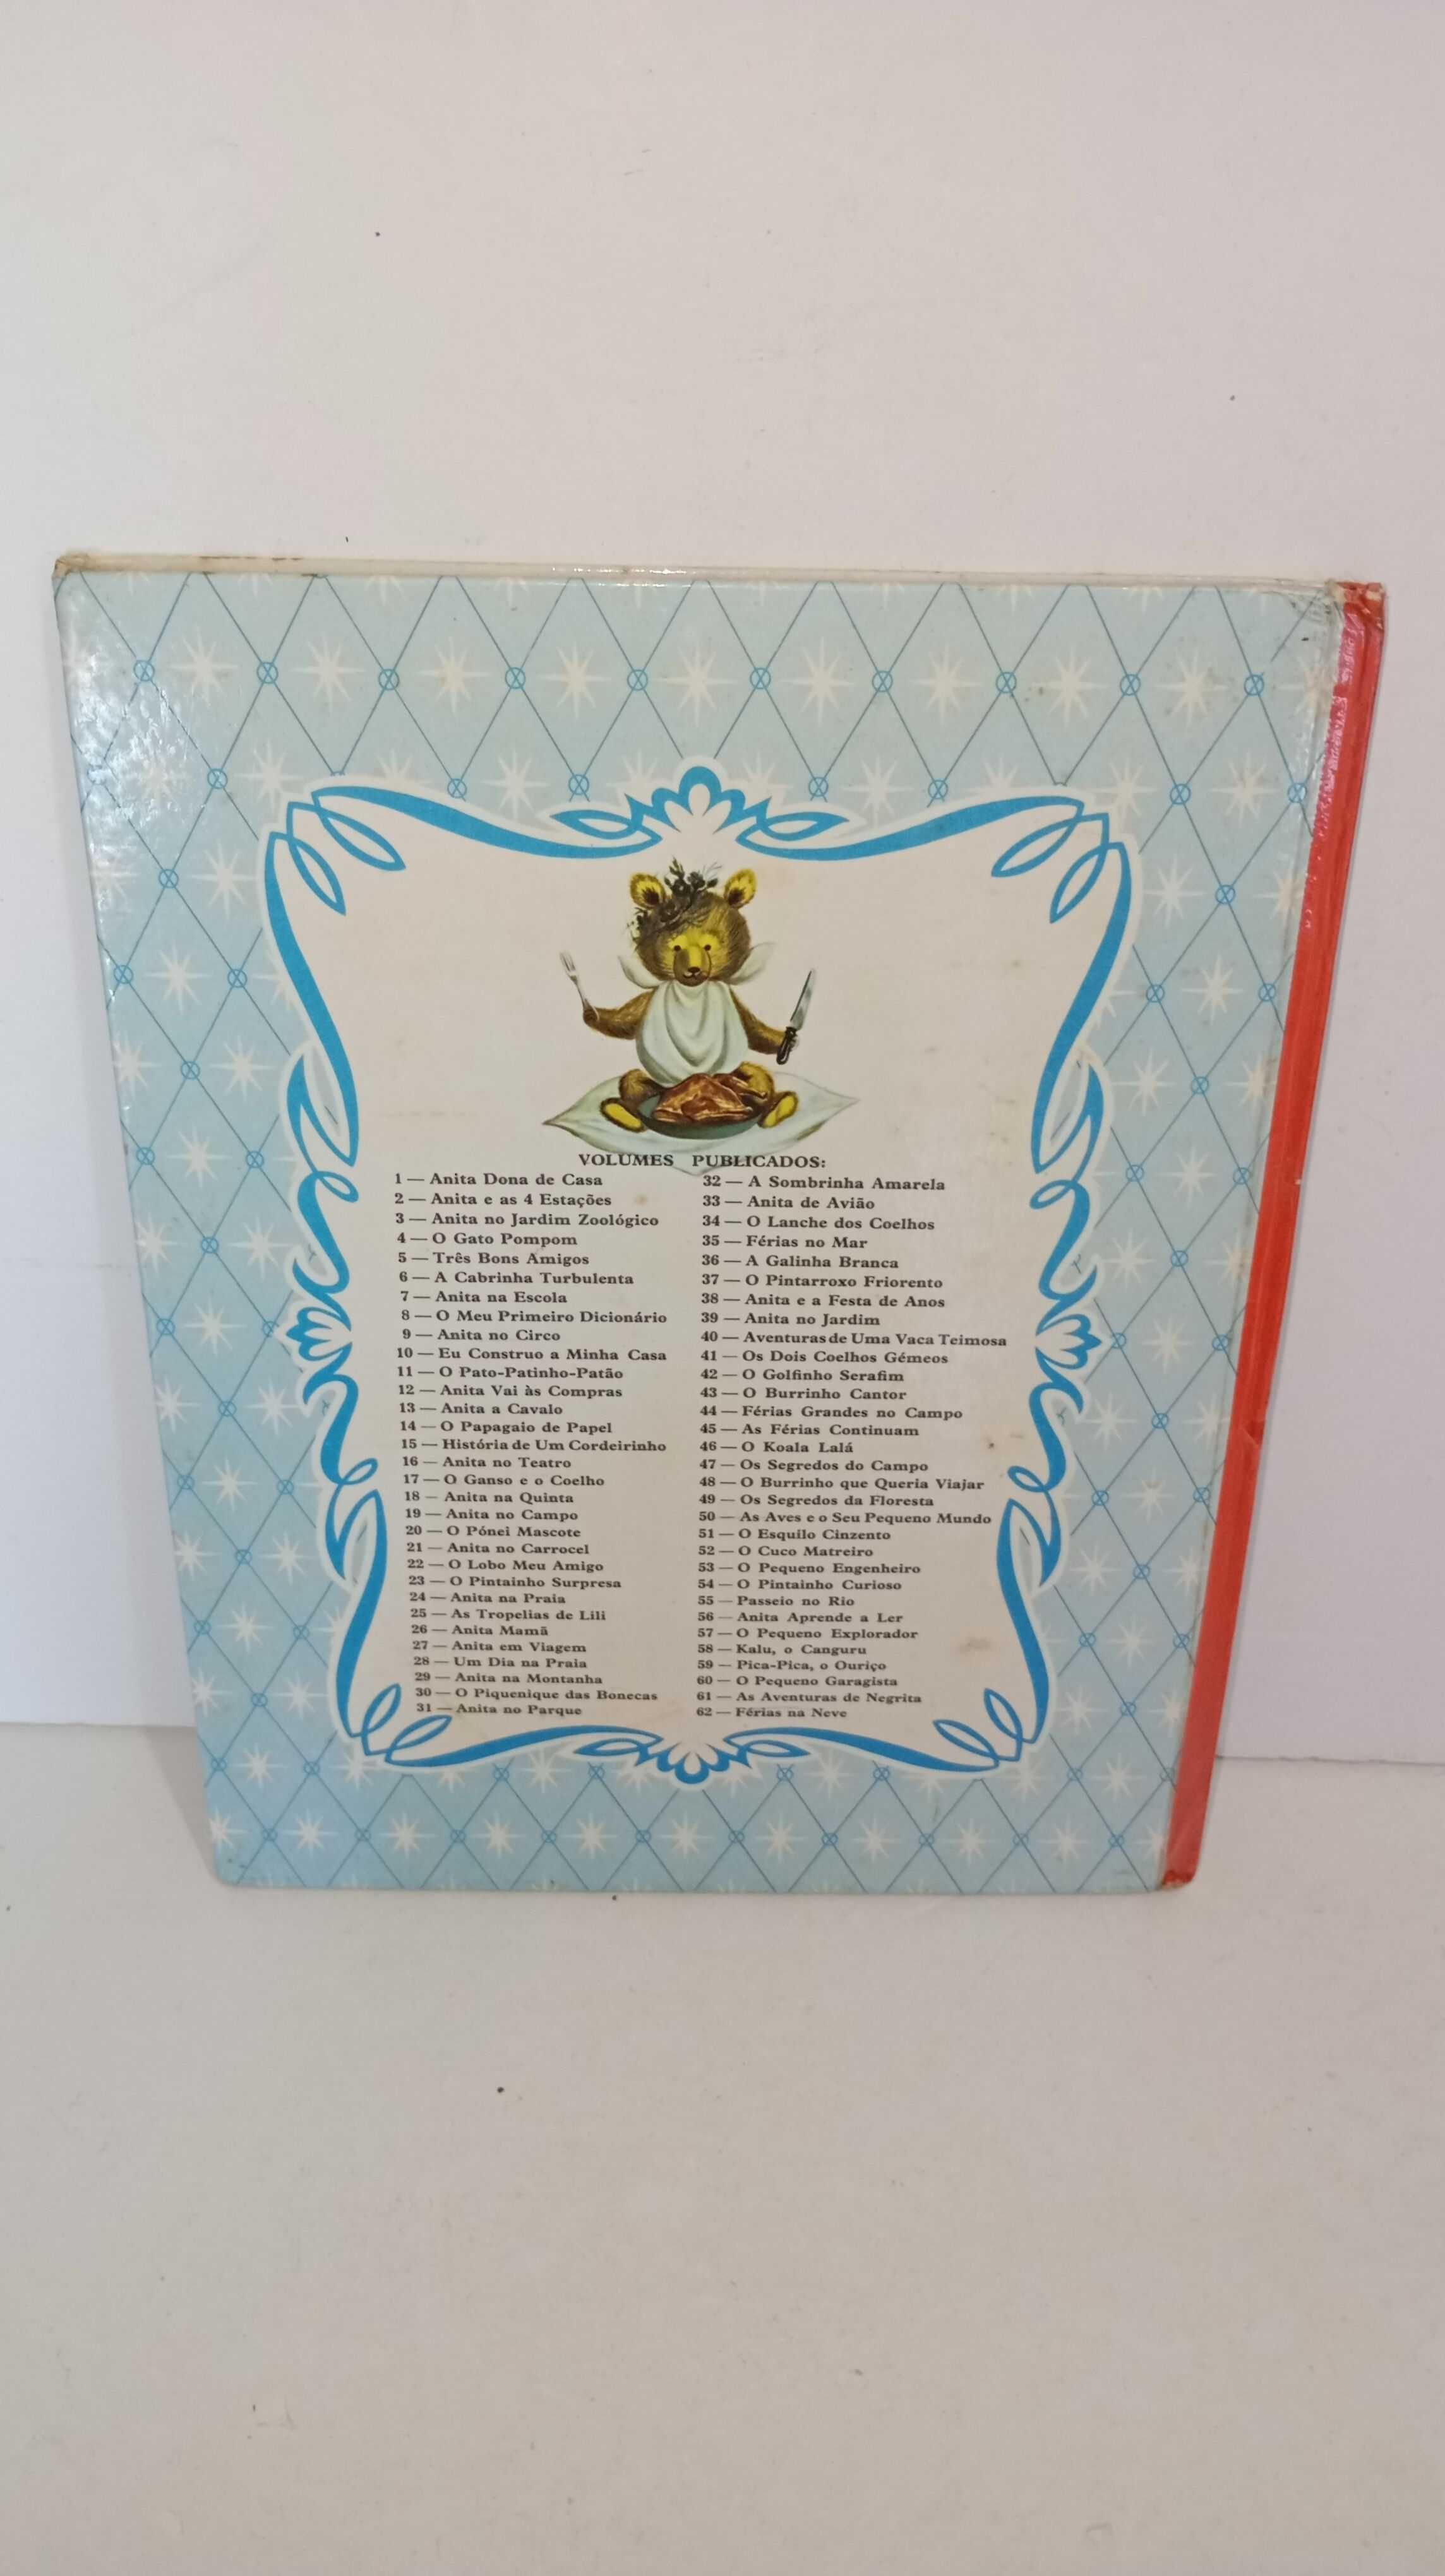 VOLUMES PUBLICADOS:
1 — Anita Dona de Casa
2 — Anita e as 4 Estações
3 — Anita no Jardim Zoológico
4 — O Gato Pompom
5 — Três Bons Amigos
6 — A Cabrinha Turbulenta
7 — Anita na Escola
8 — O Meu Primeiro Dicionário
9 — Anita no Circo
10 — Eu Construo a Minha Casa
11 — O Pato-Patinho-Patão
12 — Anita Vai às Compras
13 — Anita a Cavalo
14 — O Papagaio de Papel
15 — História de Um Cordeirinho
16 — Anita no Teatro
17 — O Ganso e o Coelho
18 — Anita na Quinta
19 — Anita no Campo
20 — O Pónei Mascote
21 — Anita no Carrocel
22 — O Lobo Meu Amigo
23 — O Pintainho Surpresa
24 — Anita na Praia
25 — As Tropelias de Lili
26 — Anita Mamã
27 — Anita em Viagem
28 — Um Dia na Praia
29 — Anita na Montanha
30 — O Piquenique das Bonecas
31 — Anita no Parque
32 — A Sombrinha Amarela
33 — Anita de Avião
34 — O Lanche dos Coelhos
35 — Férias no Mar
36 — A Galinha Branca
37 — O Pintarroxo Friorento
38 — Anita e a Festa de Anos
39 — Anita no Jardim
40 — Aventuras de Uma Vaca Teimosa
41 — Os Dois Coelhos Gémeos
42 — O Golfinho Serafim
43 — O Burrinho Cantor
44 — Férias Grandes no Campo
45 — As Férias Continuam
46 — O Koala Lalá
47 — Os Segredos do Campo
48 — O Burrinho que Queria Viajar
49 — Os Segredos da Floresta
50 — As Aves e o Seu Pequeno Mundo
51 — O Esquilo Cinzento
52 — O Cuco Matreiro
53 — O Pequeno Engenheiro
54 — O Pintainho Curioso
55 — Passeio no Rio
56 — Anita Aprende a Ler
57 — O Pequeno Explorador
58 — Kalu, o Canguru
59 — Pica-Pica, o Ouriço
60 — O Pequeno Garagista
61 — As Aventuras de Negrita
62 — Férias na Neve